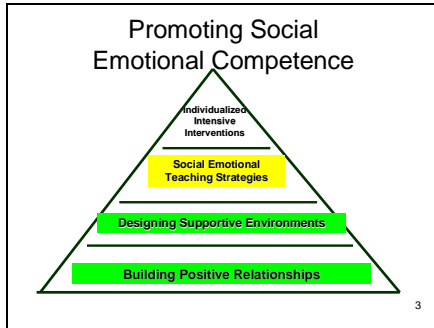 Promoting Social
Emotional Competence
Individualized
Intensive
Interventions
Social Emotional
Teaching Strategies
Designing Supportive Environments
Building Positive Relationships
3